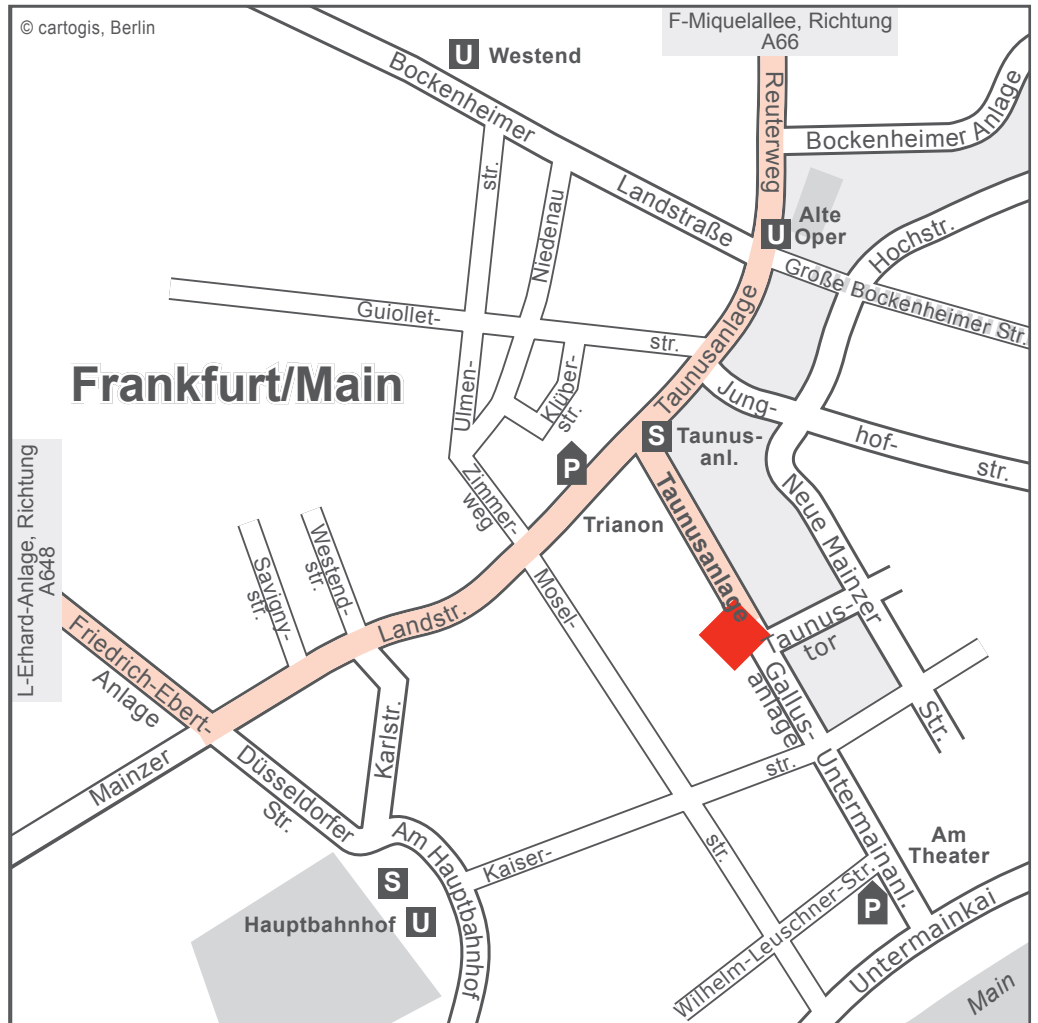 © cartogis, Berlin
F-Miquelallee, Richtung
A66
U Westend
Bockenheimer
Landstraße
Reuterweg
Bockenheimer Anlage
U
Alte
Oper
Hochstr.
Große Bockenheimer Str.
str.
Niedenau
Guiollet-
str.
Taunusanlage
Frankfurt/Main
Ulmen-
Klüber-
str.
Jung-
hof-
str.
S Taunus-
anl.
P
Trianon
Taunusanlage
Zimmer-
weg
Neue Mainzer
Str.
L-Erhard-Anlage, Richtung
A648
Savigny-
str.
Westend-
str.
Mosel-
str.
Landstr.
Friedrich-Ebert-
Anlage
Taunus-
tor
Gallus-
anlage
Mainzer
Düsseldorfer
Str.
Karlstr.
Am Hauptbahnhof
Kaiser-
str.
Untermainanl.
Am
Theater
S
Hauptbahnhof U
P
Wilhelm-Leuschner-Str.
Untermainkai
Main